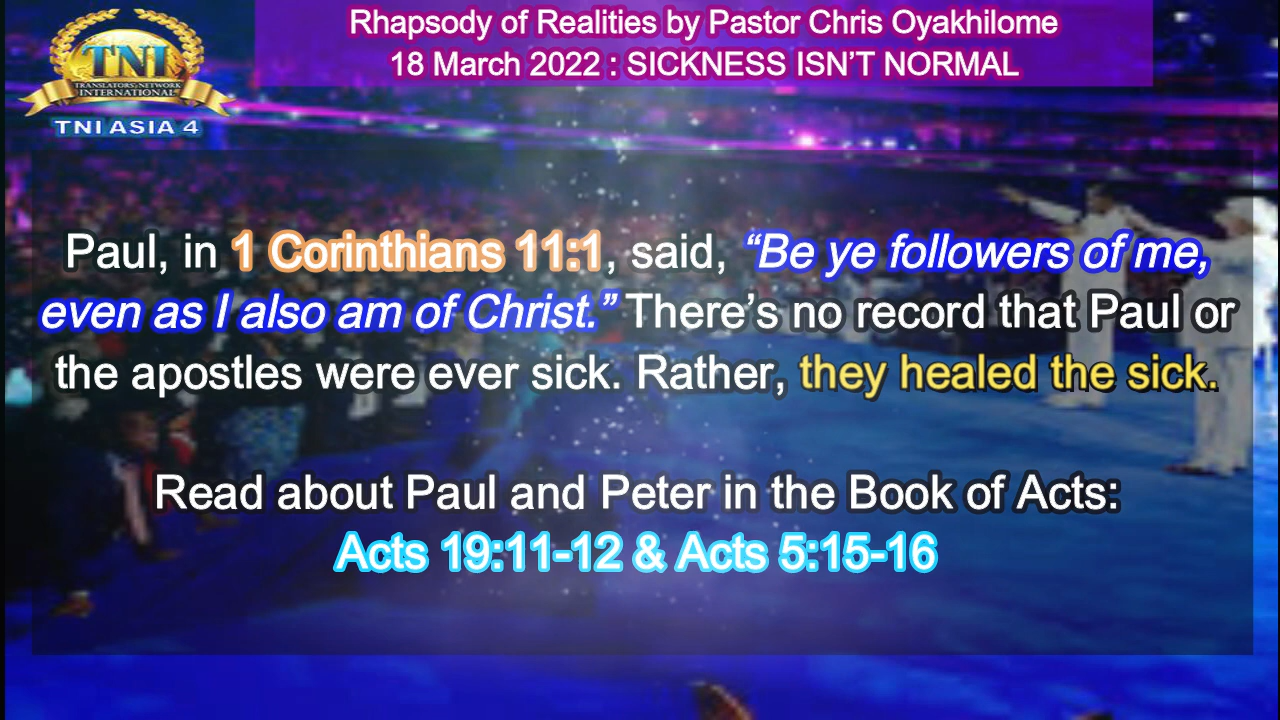 Rhapsody of Realities by Pastor Chris Oyakhilome
18 March 2022 : SICKNESS ISN’T NORMAL
TNI
TRANSLATORS NETWORK
INTERNATIONAL
TNI ASIA 4
Paul, in 1 Corinthians 11:1, said, “Be ye followers of me,
even as I also am of Christ.” There’s no record that Paul or
the apostles were ever sick. Rather, they healed the sick.
Read about Paul and Peter in the Book of Acts:
Acts 19:11-12 & Acts 5:15-16